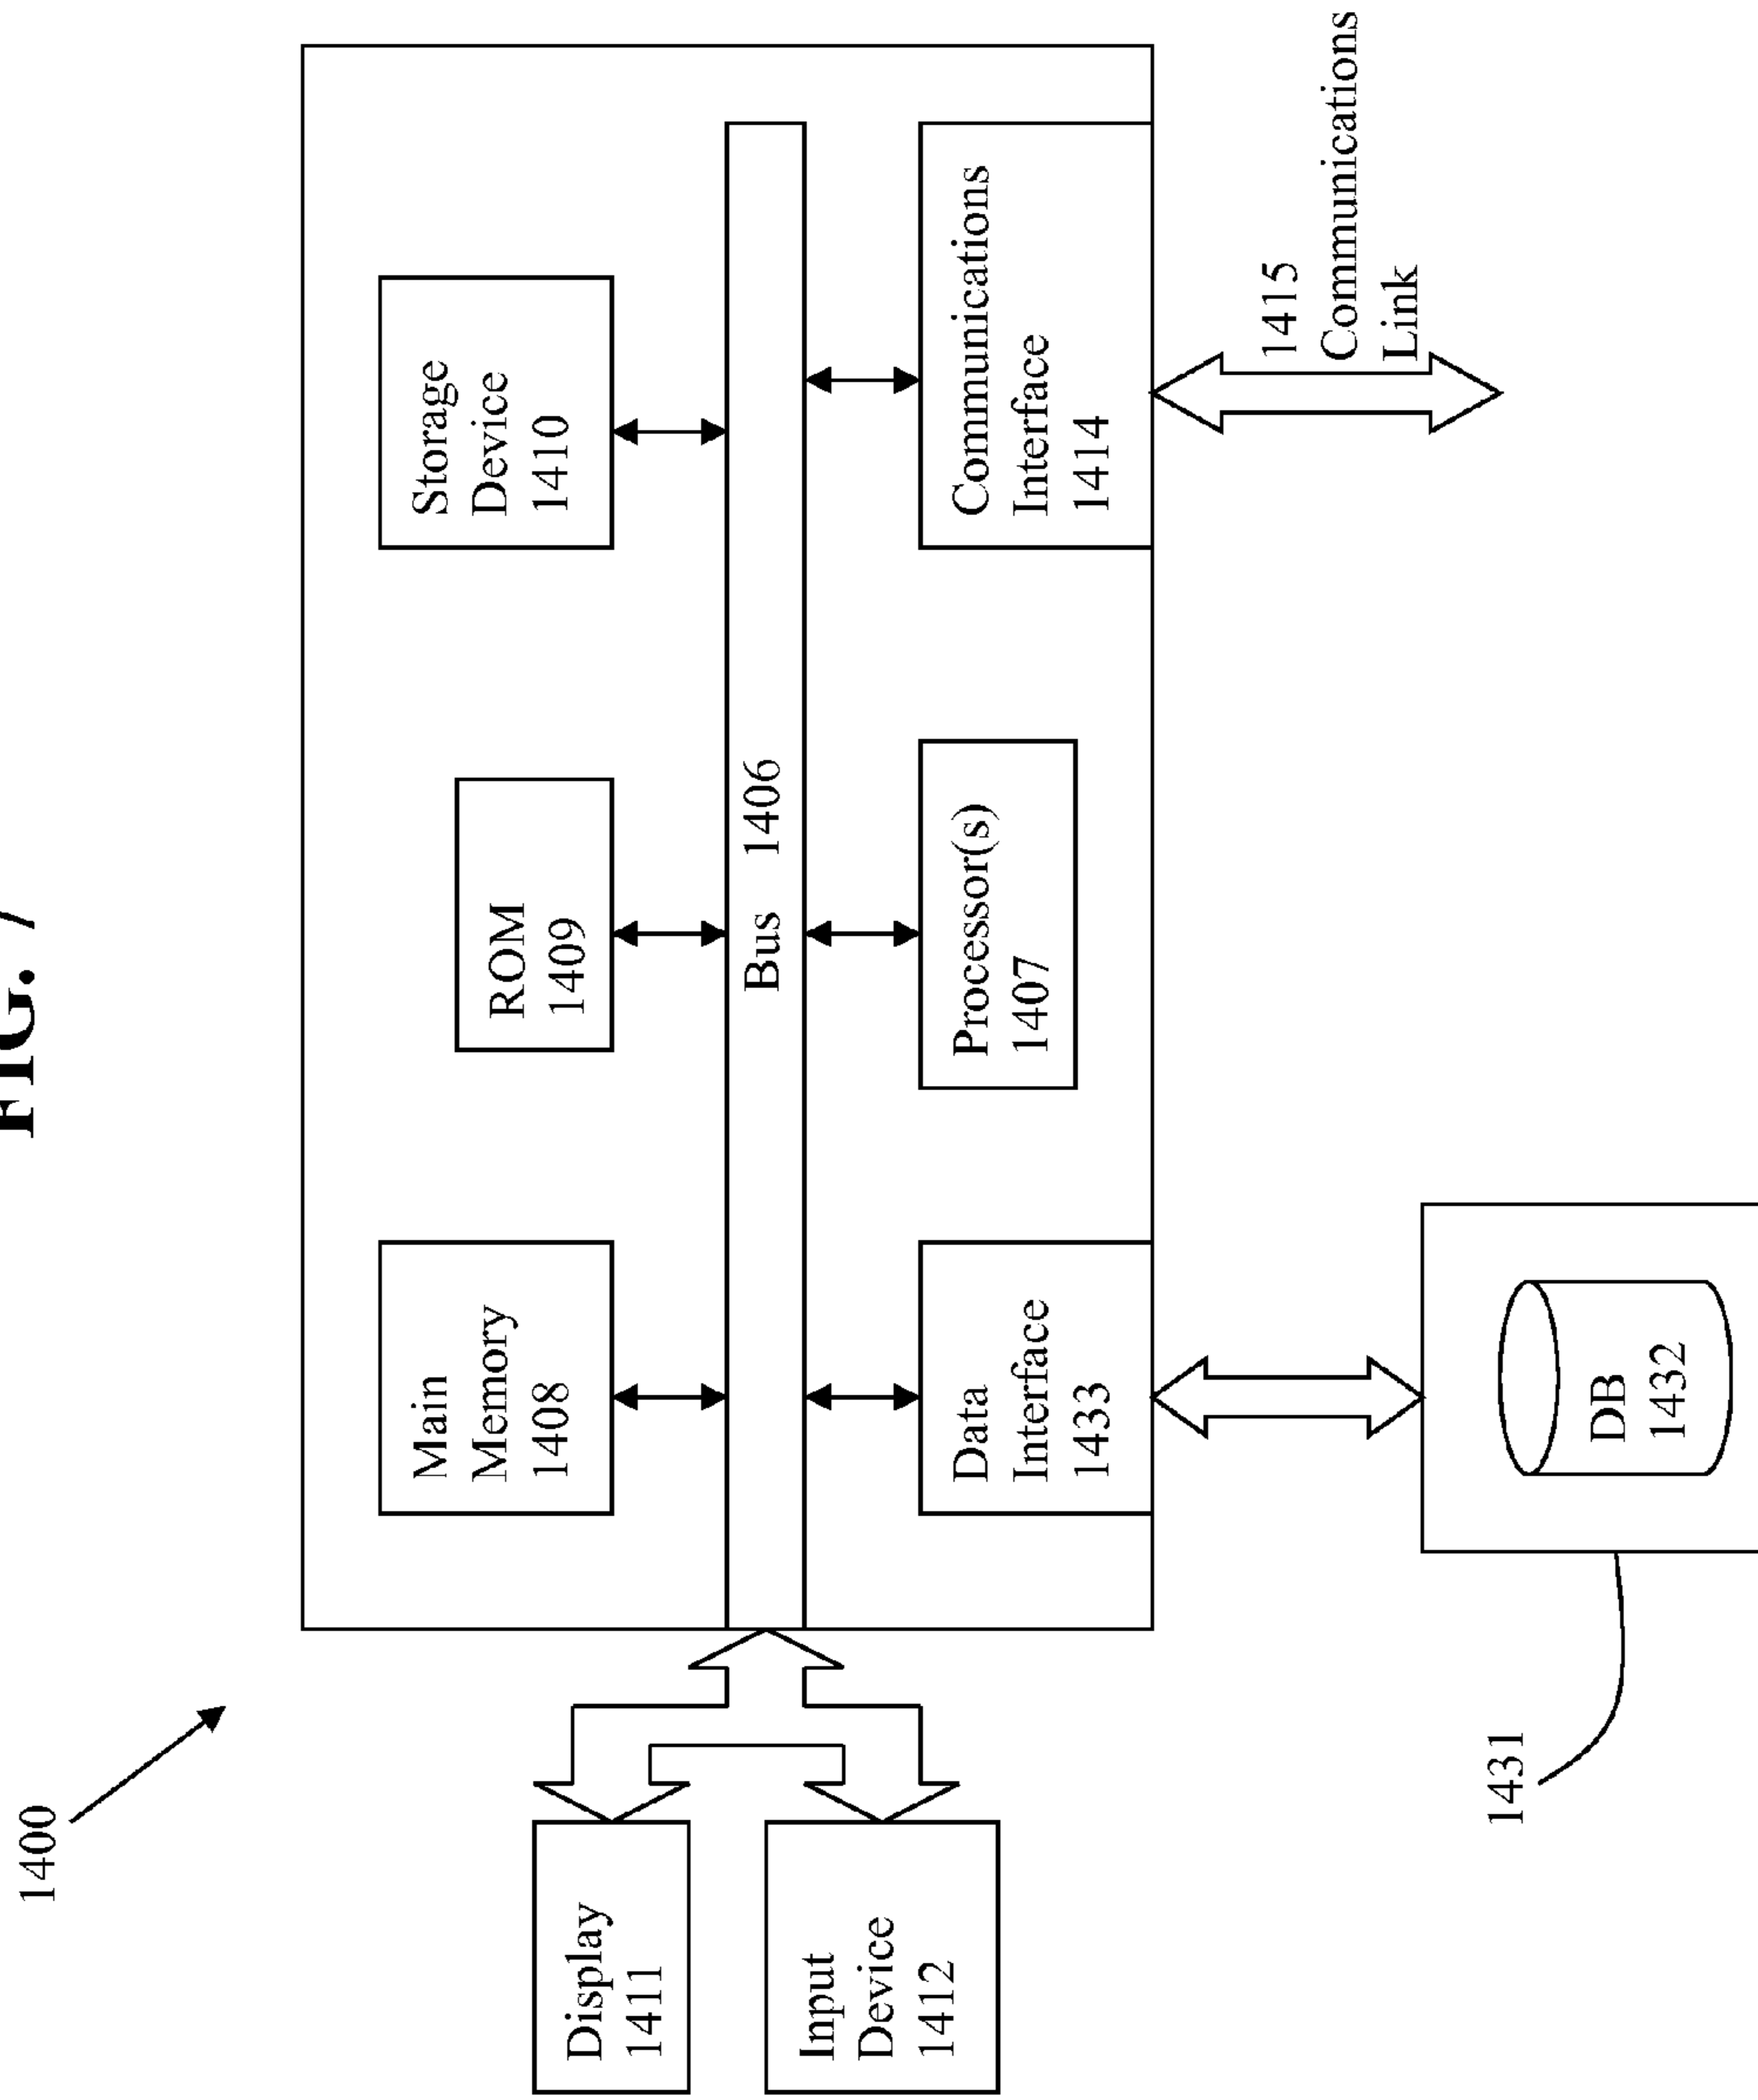 FIG. 7
1400
Main
Memory
1408
ROM
1409
Storage
Device
1410
Display
1411
Bus 1406
Input
Device
1412
Data
Interface
1433
Processor(s)
1407
Communications
Interface
1414
1415
Communications
Link
1431
DB
1432